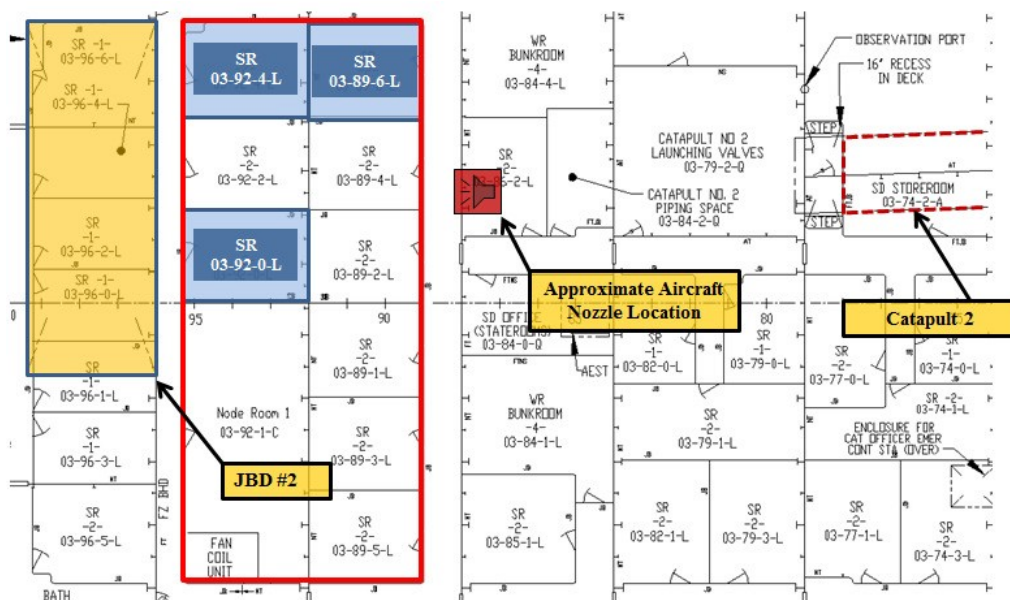 SR -1-
03-96-6-L
SR -1-
03-96-4-L
SR
-1-
03-96-2-L
SR -1-
03-96-0-L
SR
-1-
03-96-1-L
SR
-1-
03-96-3-L
SR
-2-
03-96-5-L
BATH
FZ BHD
JBD #2
SR
03-92-4-L
SR
03-89-6-L
SR
-2-
03-92-2-L
SR
-2-
03-89-4-L
SR
03-92-0-L
SR
-2-
03-89-2-L
95
90
SR
-2-
03-89-1-L
Node Room 1
03-92-1-C
SR
-2-
03-89-3-L
SR
-2-
03-89-5-L
FAN
COIL
UNIT
WR
BUNKROOM
-4-
03-84-4-L
SR
-2-
CATAPULT NO 2
LAUNCHING VALVES
03-79-2-Q
CATAPULT NO. 2
PIPING SPACE
03-84-2-Q
OBSERVATION PORT
16' RECESS
IN DECK
STEP
SD STOREROOM
03-74-2-A
STEP
Approximate Aircraft
Nozzle Location
Catapult 2
SD OFFICE
(STATEROOMS)
03-84-0-Q
AEST
80
SR
-1-
03-82-0-L
SR
-1-
03-79-0-L
SR
-2-
03-77-0-L
SR
-1-
03-74-0-L
SR -2-
03-74-1-L
WR
BUNKROOM
-4-
03-84-1-L
SR
-2-
03-79-1-L
ENCLOSURE FOR
CAT OFFICER EMER
CONT STA (OVER)
SR
-2-
03-85-1-L
SR
-2-
03-82-1-L
SR
-2-
03-79-3-L
SR
-2-
03-77-1-L
SR
-2-
03-74-3-L